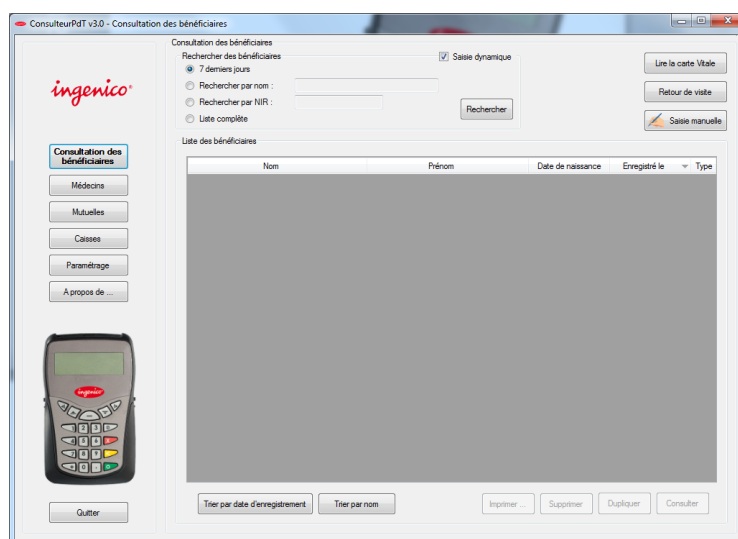 ConsulteurPdT v3.0 - Consultation des bénéficiaires
Consultation des bénéficiaires
Rechercher des bénéficiaires
Saisie dynamique
7 derniers jours
Rechercher par nom :
Rechercher par NIR :
Liste complète
Rechercher
Lire la carte Vitale
Retour de visite
Saisie manuelle
ingenico
Consultation des
bénéficiaires
Médecins
Mutuelles
Caisses
Paramétrage
A propos de ...
ingenico
Quitter
Liste des bénéficiaires
Nom Prénom Date de naissance Enregistré le Type
Trier par date d'enregistrement Trier par nom Imprimer ... Supprimer Dupliquer Consulter